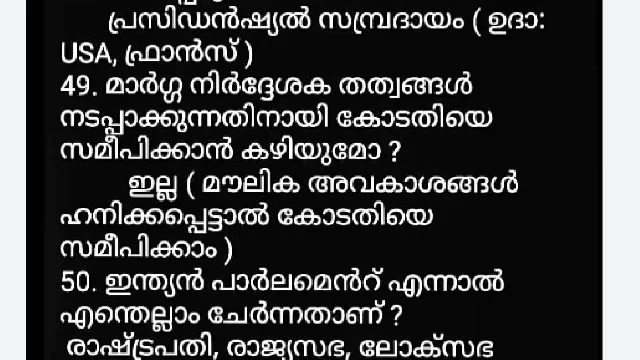 പ്രസിഡൻഷ്യൽ സമ്പ്രദായം ( ഉദാ:
USA, ഫ്രാൻസ് )
49. മാർഗ്ഗ നിർദ്ദേശക തത്വങ്ങൾ
നടപ്പാക്കുന്നതിനായി കോടതിയെ
സമീപിക്കാൻ കഴിയുമോ ?
ഇല്ല ( മൗലിക അവകാശങ്ങൾ
ഹനിക്കപ്പെട്ടാൽ കോടതിയെ
സമീപിക്കാം )
50. ഇന്ത്യൻ പാർലമെൻറ് എന്നാൽ
എന്തെല്ലാം ചേർന്നതാണ് ?
രാഷ്ട്രപതി, രാജ്യസഭ, ലോക്സഭ